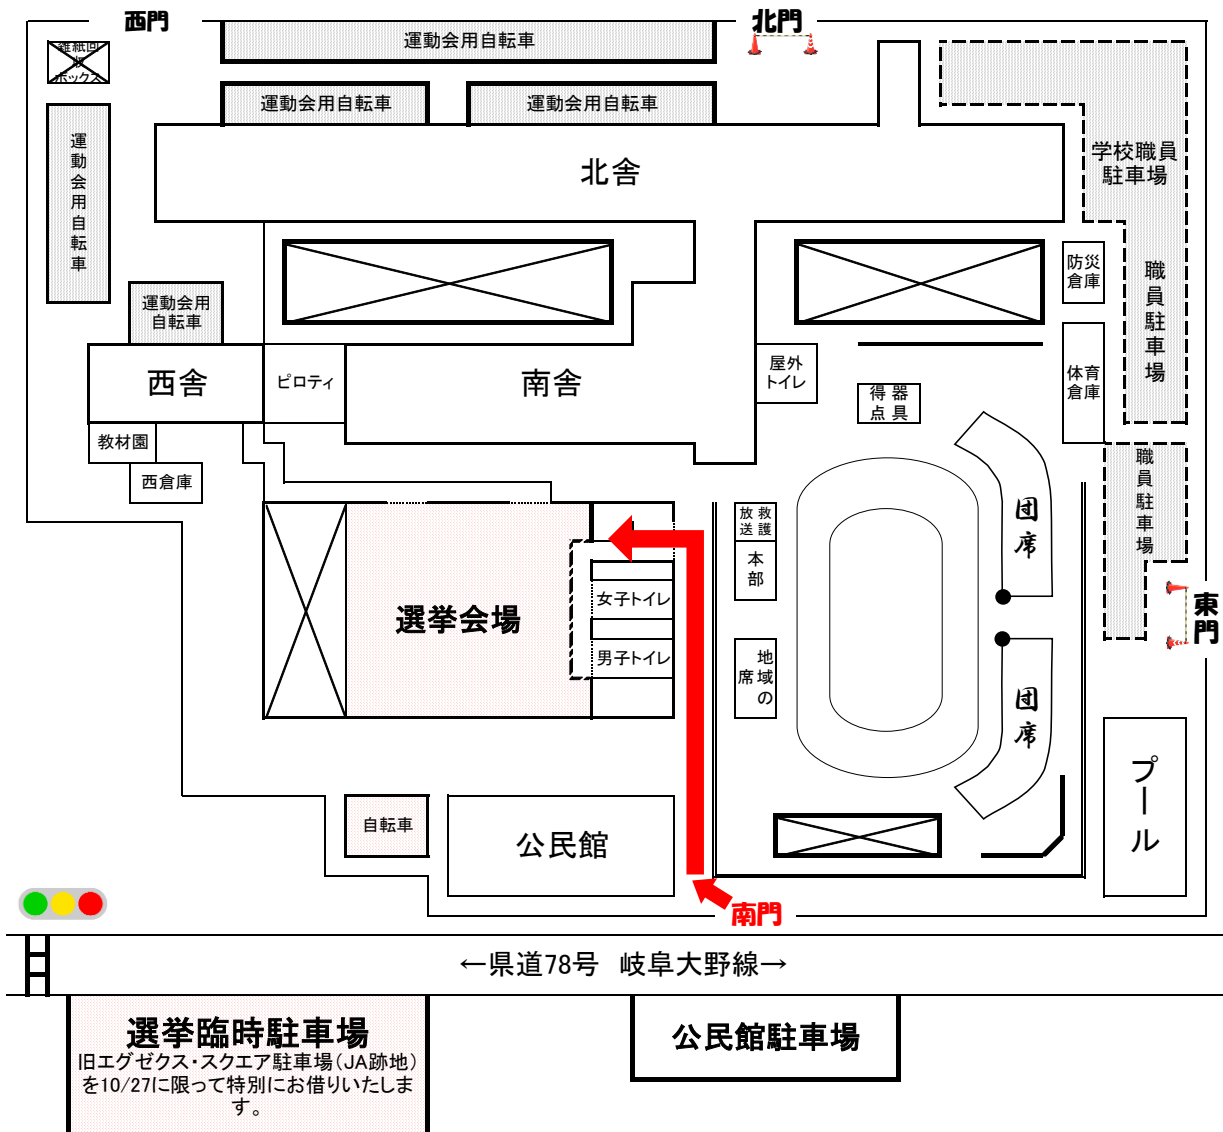 西門
北門
雑紙回
収
ボックス
運動会用自転車
運動会用自転車
運動会用自転車
運動会用自転車
北舎
学校職員
駐車場
職員駐車場
防災
倉庫
運動会用
自転車
西舎
ピロティ
南舎
屋外
トイレ
得点
器具
体育
倉庫
教材園
西倉庫
職員駐車場
放送
救護
本部
団席
選挙会場
女子トイレ
男子トイレ
地域の
席
団席
東門
プール
自転車
公民館
南門
←県道78号 岐阜大野線→
選挙臨時駐車場
旧エグゼクス・スクエア駐車場(JA跡地)
を10/27に限って特別にお借りいたしま
す。
公民館駐車場